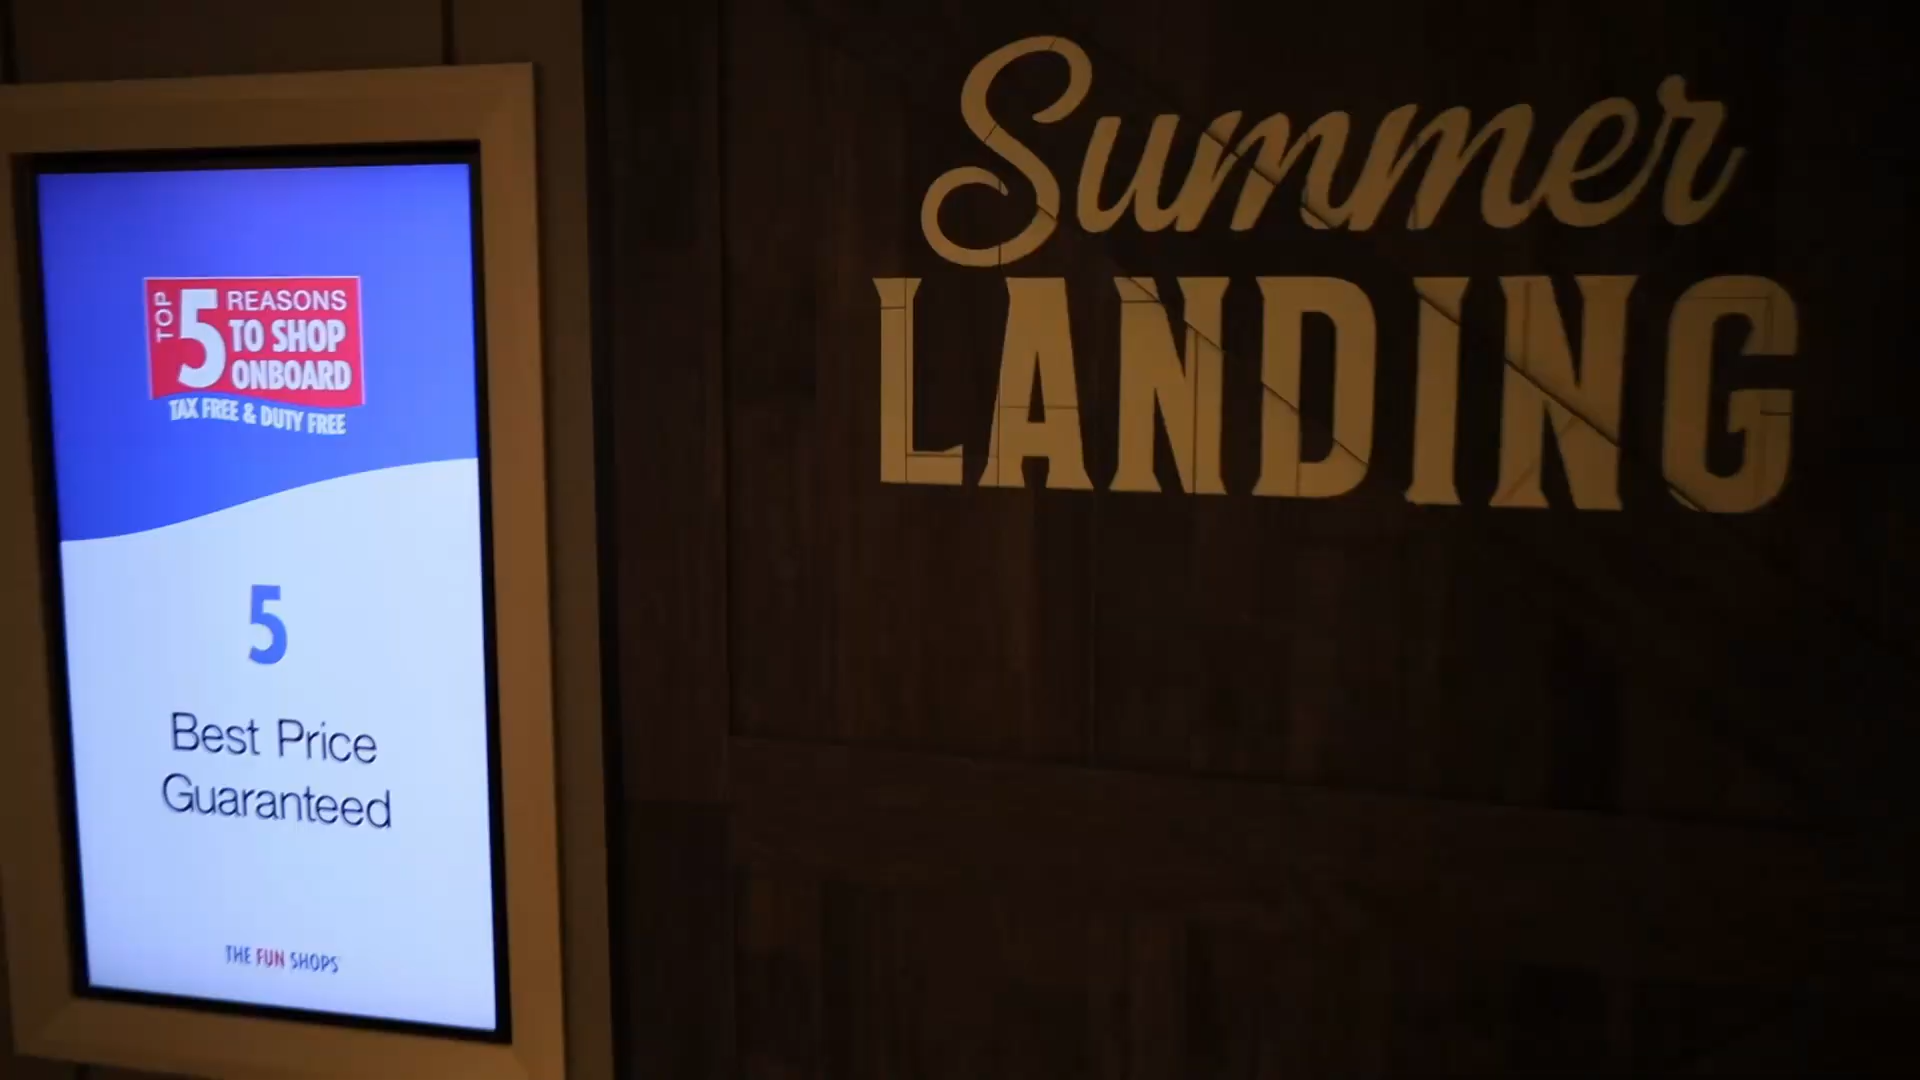 TOP 5 REASONS
TO SHOP
ONBOARD
TAX FREE & DUTY FREE
5
Best Price
Guaranteed
THE FUN SHOPS
Summer
LANDING